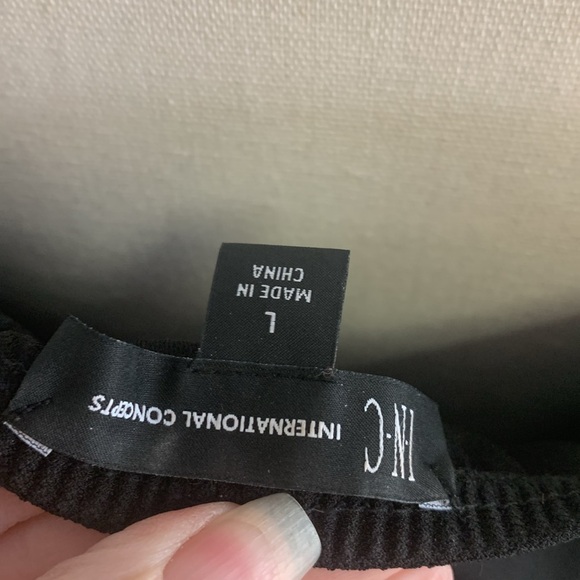 I·N·C
INTERNATIONAL CONCEPTS
L
MADE IN
CHINA